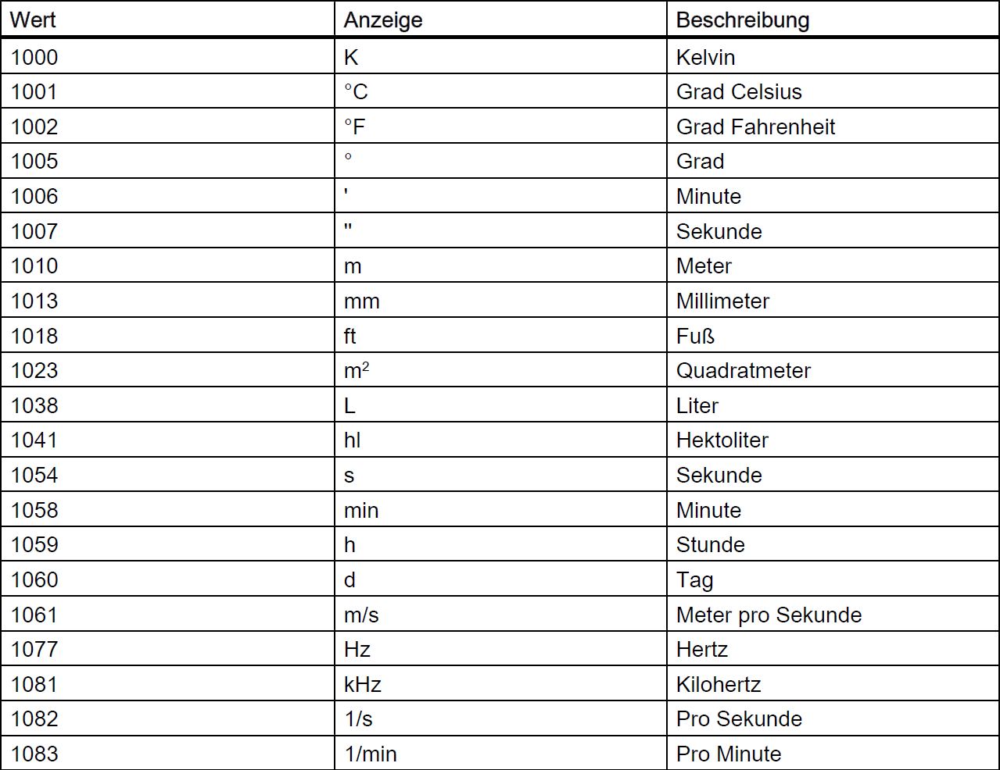 Wert Anzeige Beschreibung
1000 K Kelvin
1001 °C Grad Celsius
1002 °F Grad Fahrenheit
1005 ° Grad
1006 ' Minute
1007 " Sekunde
1010 m Meter
1013 mm Millimeter
1018 ft Fuß
1023 m² Quadratmeter
1038 L Liter
1041 hl Hektoliter
1054 s Sekunde
1058 min Minute
1059 h Stunde
1060 d Tag
1061 m/s Meter pro Sekunde
1077 Hz Hertz
1081 kHz Kilohertz
1082 1/s Pro Sekunde
1083 1/min Pro Minute